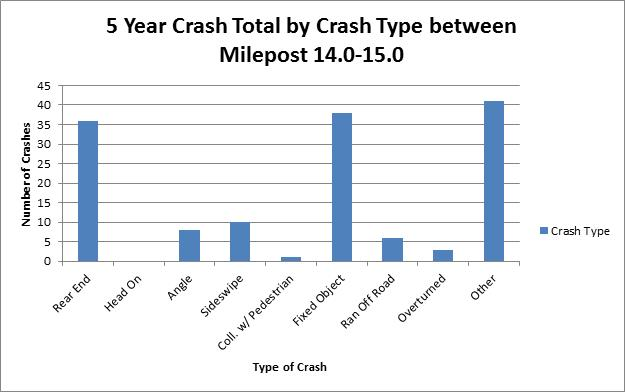 5 Year Crash Total by Crash Type between
Milepost 14.0-15.0
45
40
35
30
25
20
15
10
5
0
Number of Crashes
Rear End
Head On
Angle
Sideswipe
Coll. w/ Pedestrian
Fixed Object
Ran Off Road
Overturned
Other
Type of Crash
Crash Type